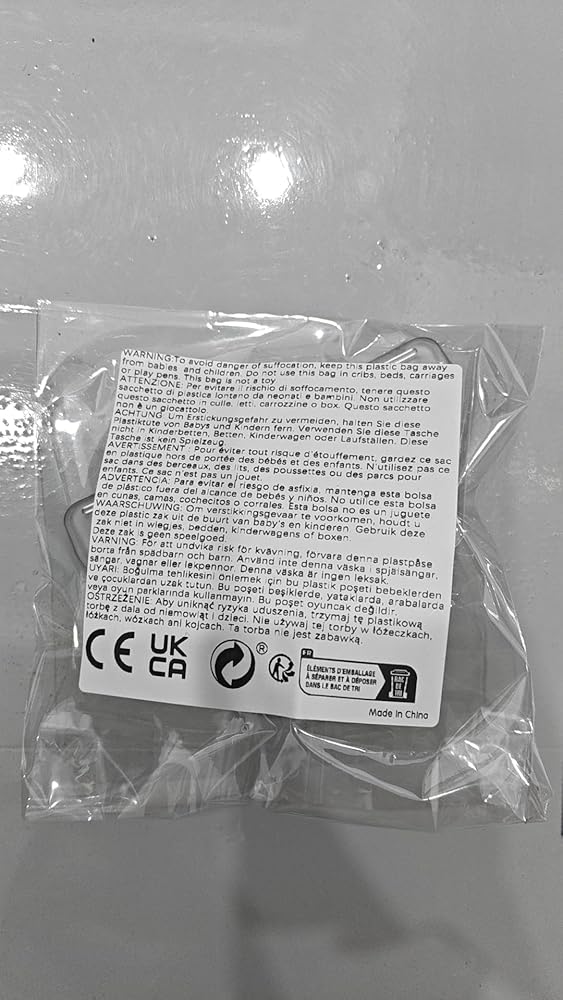 WARNING:To avoid danger of suffocation, keep this plastic bag away
from babies and children. Do not use this bag in cribs, beds, carriages
or play pens. This bag is not a toy
ATTENZIONE: Per evitare il rischio di soffocamento, tenere questo
sacchetto di plastica lontano da neonati e bambini. Non utilizzare
questo sacchetto in culle, letti, carrozzine o box. Questo sacchetto
non è un giocattolo.
ACHTUNG: Um Erstickungsgefahr zu vermeiden, halten Sie diese
Plastiktüte von Babys und Kindern fern. Verwenden Sie diese Tasche
nicht in Kinderbetten, Betten, Kinderwagen oder Laufställen. Diese
Tasche ist kein Spielzeug.
AVERTISSEMENT : Pour éviter tout risque d'étouffement, gardez ce sac
en plastique hors de portée des bébés et des enfants. N'utilisez pas ce
sac dans des berceaux, des lits, des poussettes ou des parcs pour
enfants. Ce sac n'est pas un jouet.
ADVERTENCIA: Para evitar el riesgo de asfixia, mantenga esta bolsa
de plástico fuera del alcance de bebés y niños. No utilice esta bolsa
en cunas, camas, cochecitos o corrales. Esta bolsa no es un juguete
WAARSCHUWING: Om verstikkingsgevaar te voorkomen, houdt u
deze plastic zak uit de buurt van baby's en kinderen. Gebruik deze
zak niet in wiegjes, bedden, kinderwagens of boxen.
Deze zak is geen speelgoed.
VARNING: För att undvika risk för kvävning, förvara denna plastpåse
borta från spädbarn och barn. Använd inte denna väska i spjälsängar,
sängar, vagnar eller lekpennor. Denna väska är ingen leksak.
UYARI: Boğulma tehlikesini önlemek için bu plastik poşeti bebeklerden
ve çocuklardan uzak tutun. Bu poşeti beşiklerde, yataklarda, arabalarda
veya oyun parklarında kullanmayın. Bu poşet oyuncak değildir.
OSTRZEŻENIE: Aby uniknąć ryzyka uduszenia, trzymaj tę plastikową
torbę z dala od niemowląt i dzieci. Nie używaj tej torby w łóżeczkach,
łóżkach, wózkach ani kojcach. Ta torba nie jest zabawką.
CE UK CA ®
ÉLÉMENTS D'EMBALLAGE
À SÉPARER ET À DÉPOSER
DANS LE BAC DE TRI
BAC DE TRI
Made in China